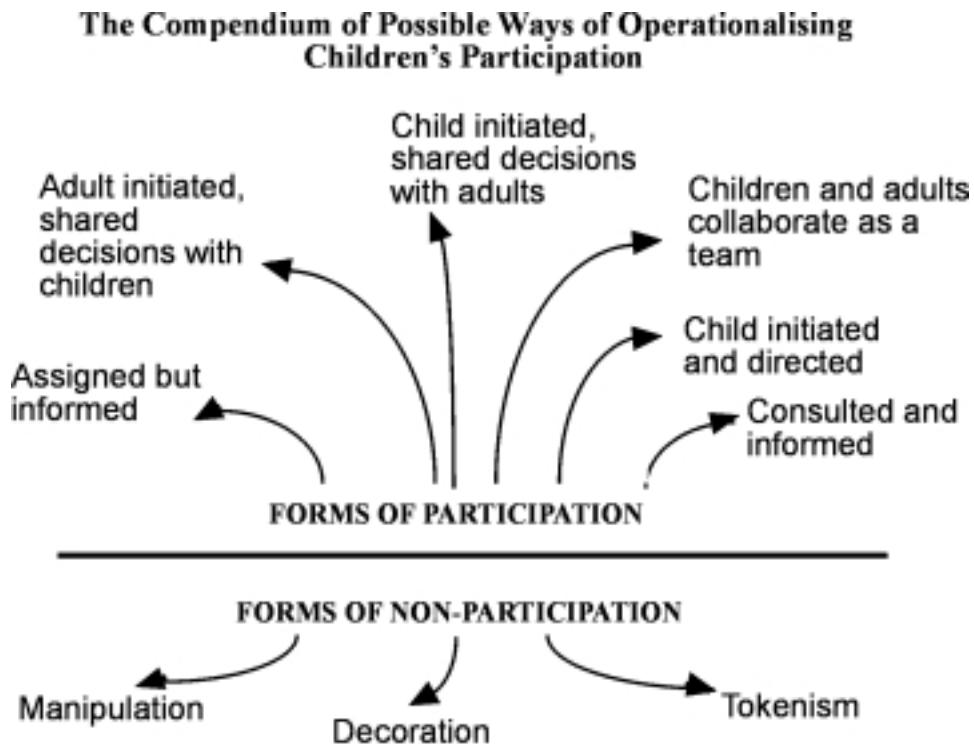 The Compendium of Possible Ways of Operationalising
Children's Participation
Child initiated,
shared decisions
with adults
Adult initiated,
shared
decisions with
children
Children and adults
collaborate as a
team
Child initiated
and directed
Assigned but
informed
Consulted and
informed
FORMS OF PARTICIPATION
FORMS OF NON-PARTICIPATION
Manipulation
Decoration
Tokenism